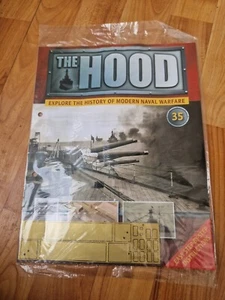 THE HOOD
EXPLORE THE HISTORY OF MODERN NAVAL WARFARE
35